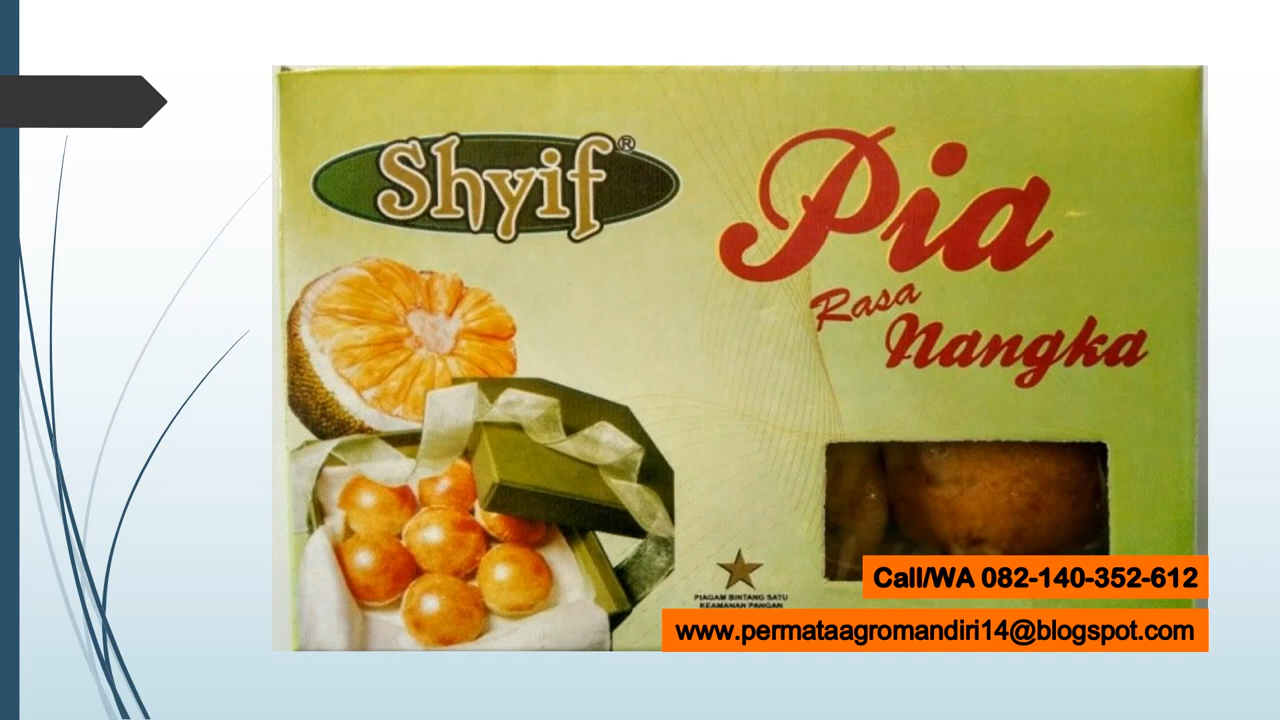 Shyif®
Pia
Rasa
Nangka
PIAGAM BINTANG SATU
KEAMANAN PANGAN
Call/WA 082-140-352-612
www.permataagromandiri14@blogspot.com